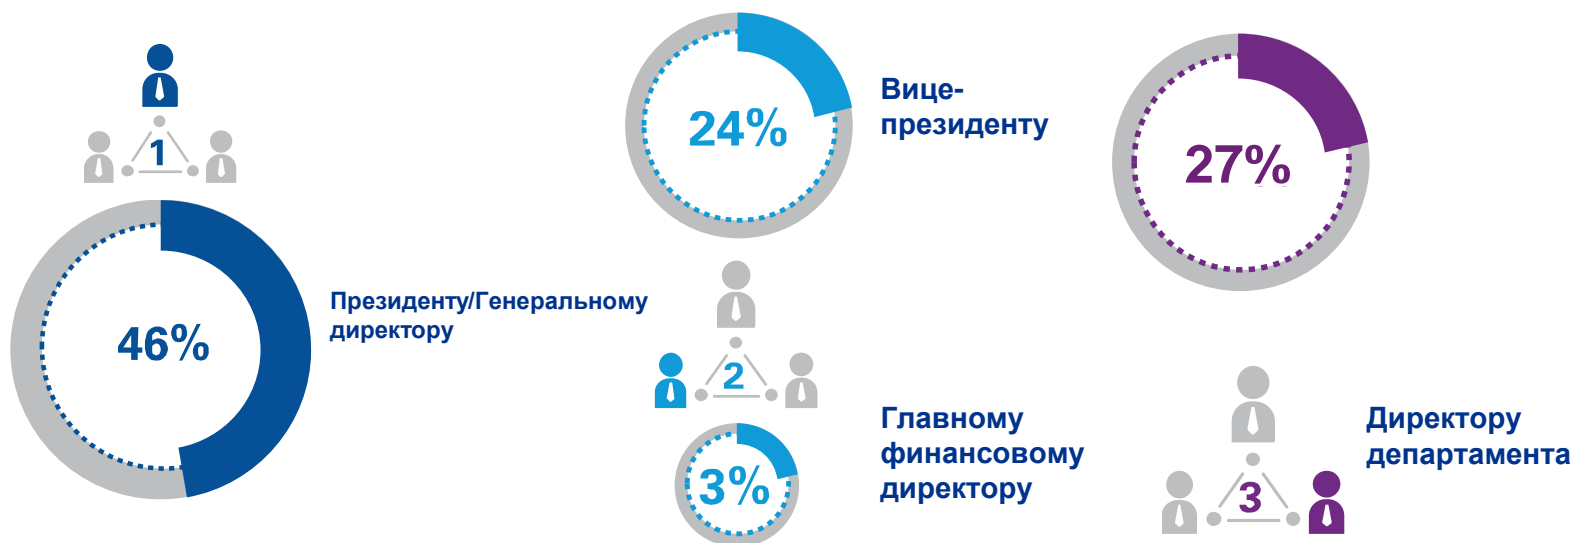 1
46%
Президенту/Генеральному
директору
24%
Вице-
президенту
2
3%
Главному
финансовому
директору
27%
3
Директору
департамента